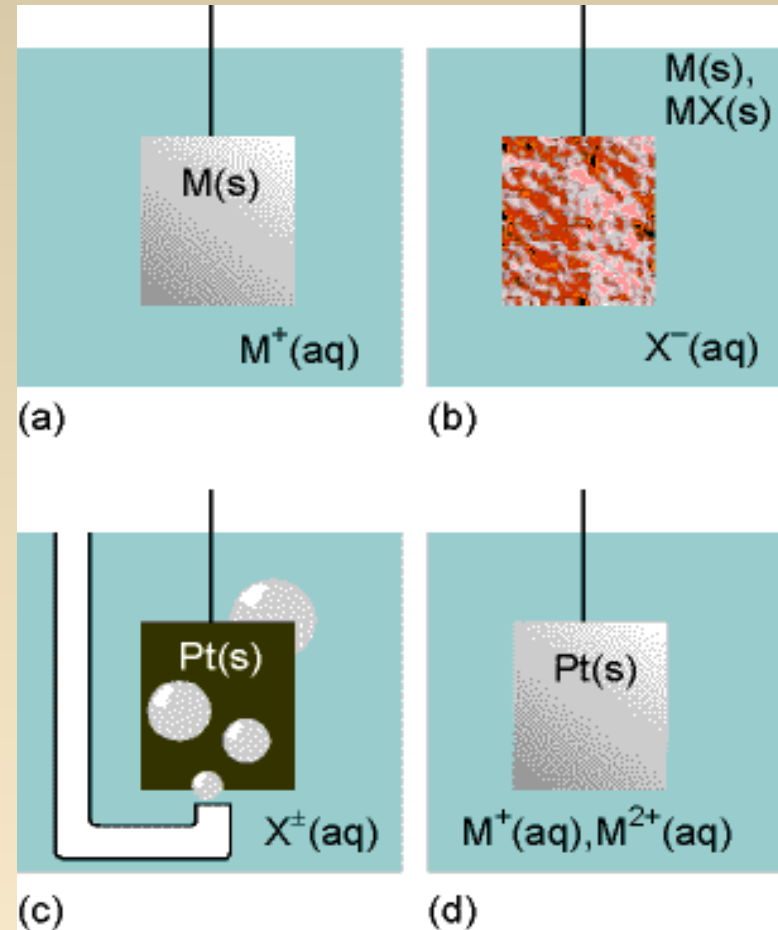 M(s)
M⁺(aq)
(a)
M(s),
MX(s)
X⁻(aq)
(b)
Pt(s)
X±(aq)
(c)
Pt(s)
M⁺(aq),M²⁺(aq)
(d)